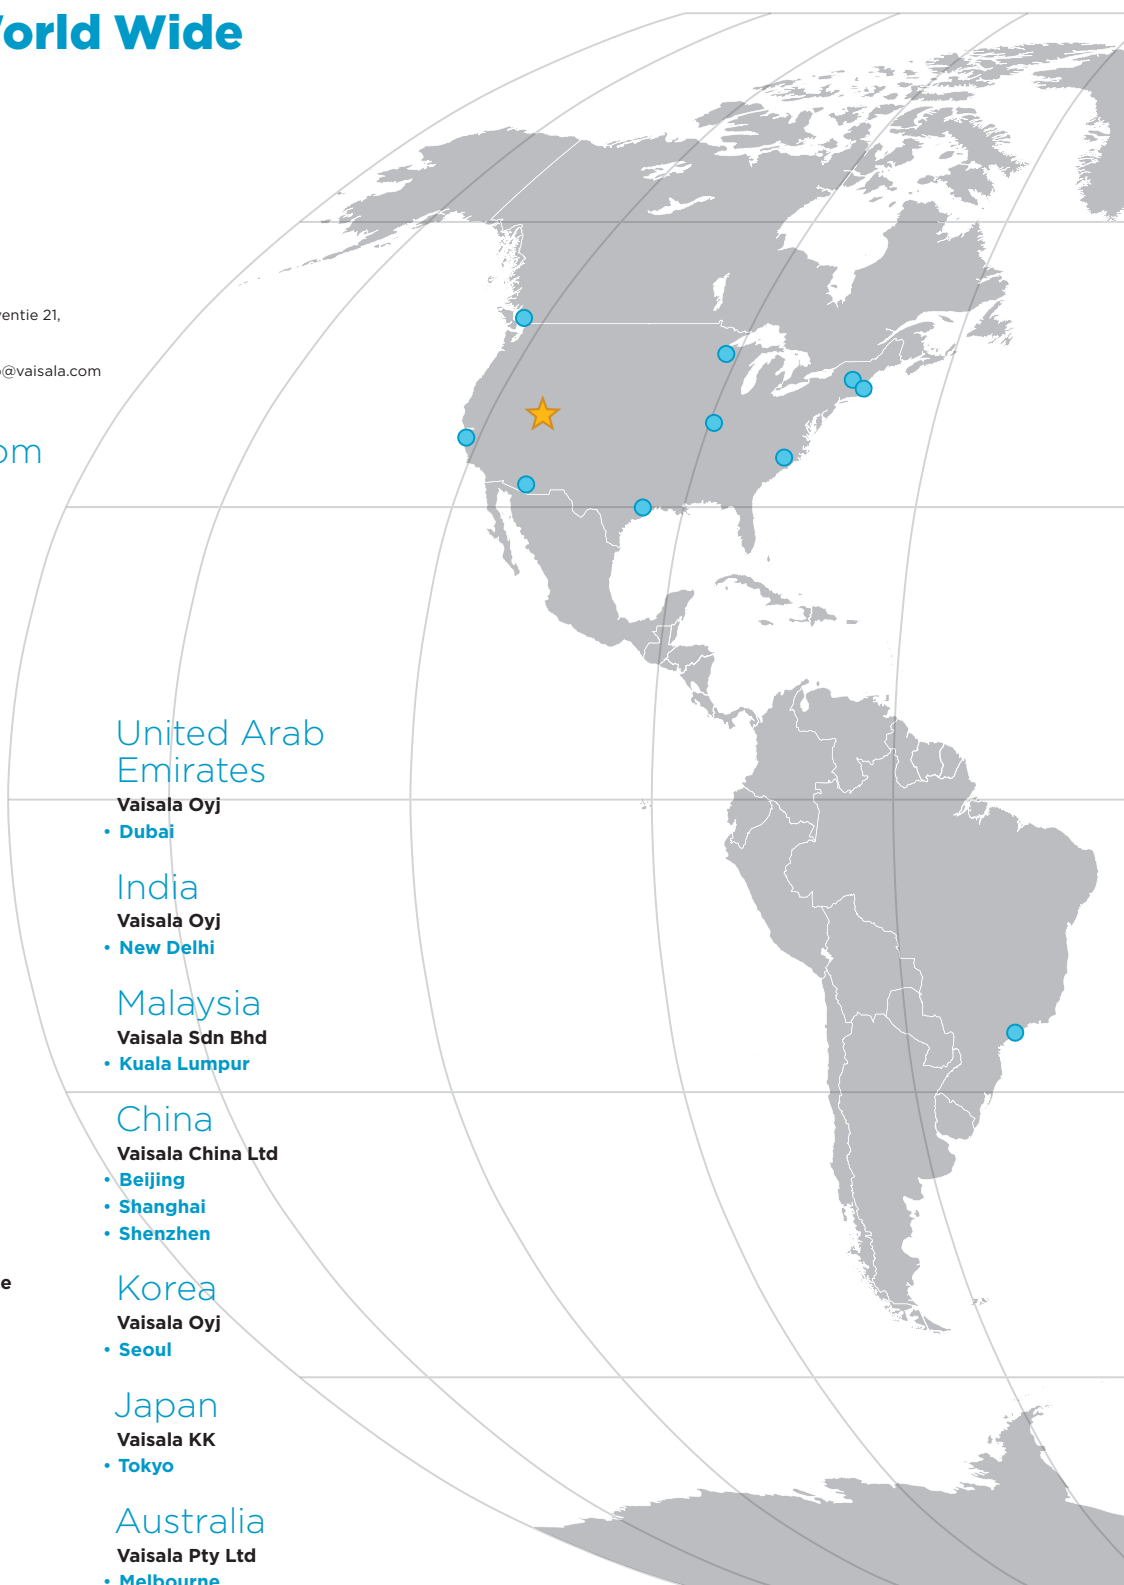 World Wide
entie 21,
@vaisala.com
om
United Arab
Emirates
Vaisala Oyj
• Dubai
India
Vaisala Oyj
• New Delhi
Malaysia
Vaisala Sdn Bhd
• Kuala Lumpur
China
Vaisala China Ltd
• Beijing
• Shanghai
• Shenzhen
e
Korea
Vaisala Oyj
• Seoul
Japan
Vaisala KK
• Tokyo
Australia
Vaisala Pty Ltd
• Melbourne